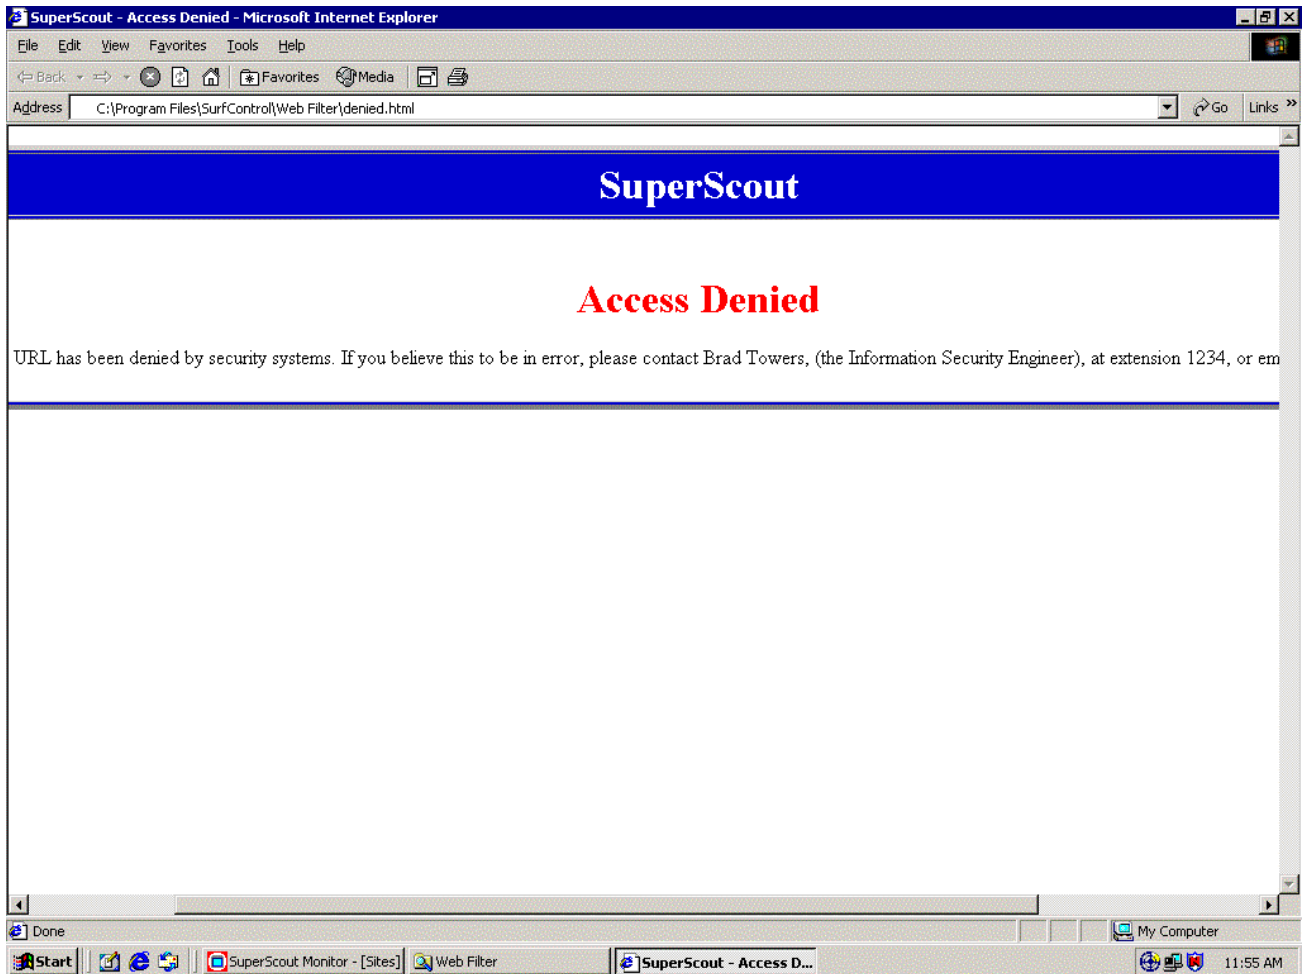 SuperScout - Access Denied - Microsoft Internet Explorer
File Edit View Favorites Tools Help
Back Favorites Media
Address C:\Program Files\SurfControl\Web Filter\denied.html Go Links »
SuperScout
Access Denied
URL has been denied by security systems. If you believe this to be in error, please contact Brad Towers, (the Information Security Engineer), at extension 1234, or em
Done My Computer
Start SuperScout Monitor - [Sites] Web Filter SuperScout - Access D... 11:55 AM